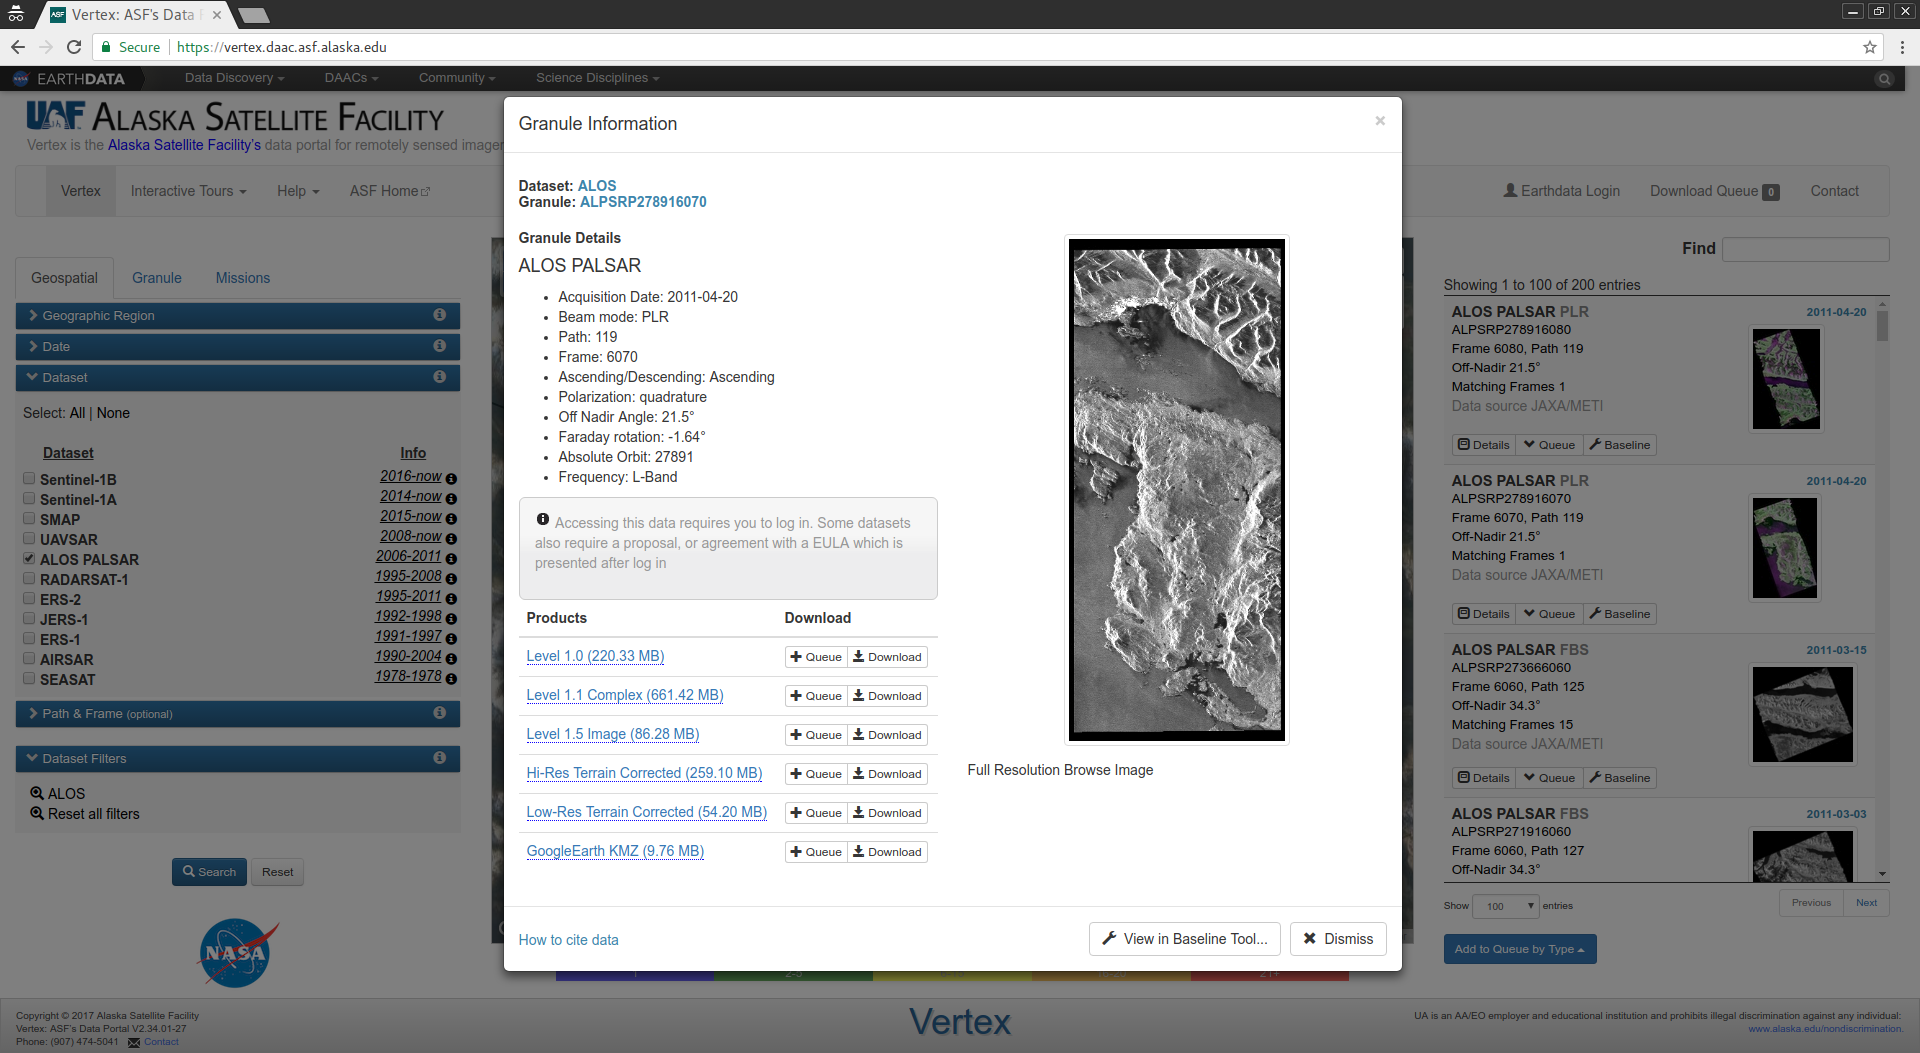 Vertex: ASF's Data
Secure https://vertex.daac.asf.alaska.edu
EARTHDATA Data Discovery DAACs Community Science Disciplines
UAF ALASKA SATELLITE FACILITY
Vertex is the Alaska Satellite Facility's data portal for remotely sensed imager
Vertex Interactive Tours Help ASF Home
Earthdata Login Download Queue 0 Contact
Geospatial Granule Missions
Geographic Region
Date
Dataset
Select: All | None
Dataset Info
Sentinel-1B 2016-now
Sentinel-1A 2014-now
SMAP 2015-now
UAVSAR 2008-now
ALOS PALSAR 2006-2011
RADARSAT-1 1995-2008
ERS-2 1995-2011
JERS-1 1992-1998
ERS-1 1991-1997
AIRSAR 1990-2004
SEASAT 1978-1978
Path & Frame (optional)
Dataset Filters
ALOS
Reset all filters
Search Reset
NASA
Granule Information
×
Dataset: ALOS
Granule: ALPSRP278916070
Granule Details
ALOS PALSAR
• Acquisition Date: 2011-04-20
• Beam mode: PLR
• Path: 119
• Frame: 6070
• Ascending/Descending: Ascending
• Polarization: quadrature
• Off Nadir Angle: 21.5°
• Faraday rotation: -1.64°
• Absolute Orbit: 27891
• Frequency: L-Band
Accessing this data requires you to log in. Some datasets
also require a proposal, or agreement with a EULA which is
presented after log in
Products Download
Level 1.0 (220.33 MB) Queue Download
Level 1.1 Complex (661.42 MB) Queue Download
Level 1.5 Image (86.28 MB) Queue Download
Hi-Res Terrain Corrected (259.10 MB) Queue Download
Low-Res Terrain Corrected (54.20 MB) Queue Download
GoogleEarth KMZ (9.76 MB) Queue Download
Full Resolution Browse Image
How to cite data
View in Baseline Tool... Dismiss
Find
Showing 1 to 100 of 200 entries
ALOS PALSAR PLR 2011-04-20
ALPSRP278916080
Frame 6080, Path 119
Off-Nadir 21.5°
Matching Frames 1
Data source JAXA/METI
Details Queue Baseline
ALOS PALSAR PLR 2011-04-20
ALPSRP278916070
Frame 6070, Path 119
Off-Nadir 21.5°
Matching Frames 1
Data source JAXA/METI
Details Queue Baseline
ALOS PALSAR FBS 2011-03-15
ALPSRP273666060
Frame 6060, Path 125
Off-Nadir 34.3°
Matching Frames 15
Data source JAXA/METI
Details Queue Baseline
ALOS PALSAR FBS 2011-03-03
ALPSRP271916060
Frame 6060, Path 127
Off-Nadir 34.3°
Show 100 entries
Previous Next
Add to Queue by Type
Copyright © 2017 Alaska Satellite Facility
Vertex: ASF's Data Portal V2.34.01-27
Phone: (907) 474-5041 Contact
Vertex
UA is an AA/EO employer and educational institution and prohibits illegal discrimination against any individual:
www.alaska.edu/nondiscrimination.